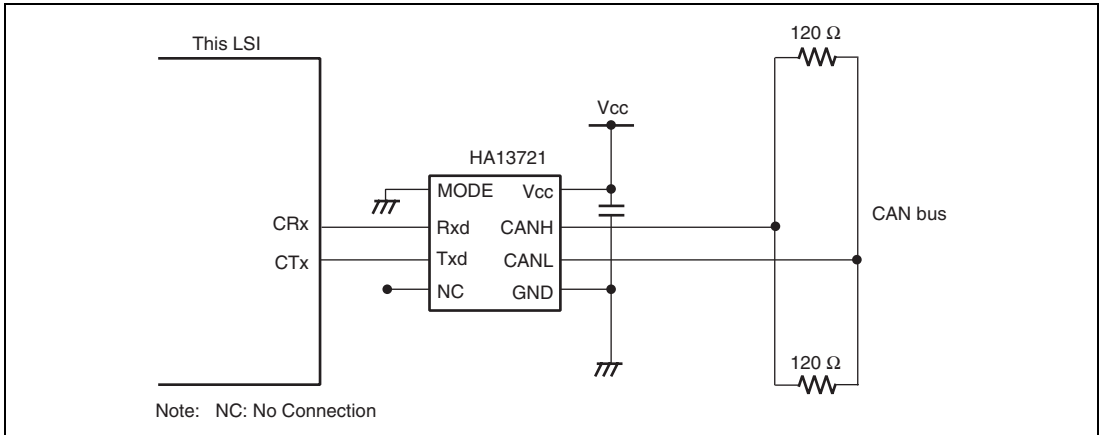 120 Ω
This LSI
Vcc
HA13721
MODE Vcc
CAN bus
CRx Rxd CANH
CTx Txd CANL
NC GND
120 Ω
Note: NC: No Connection